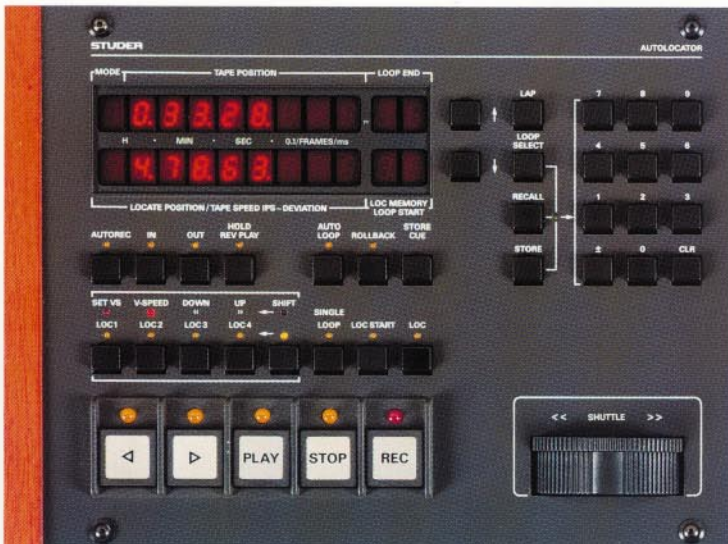 STUDER AUTOLOCATOR
MODE TAPE POSITION LOOP END
0.33.28.
H • MIN • SEC • 0.1/FRAMES/ms
4.78.63.
LOCATE POSITION/TAPE SPEED IPS–DEVIATION LOC MEMORY
LOOP START
LAP
LOOP
SELECT
RECALL
STORE
7 8 9
4 5 6
1 2 3
± 0 CLR
AUTOREC IN OUT HOLD
REV PLAY
AUTO
LOOP ROLLBACK STORE
CUE
SET VS V-SPEED DOWN UP SHIFT SINGLE
LOC 1 LOC 2 LOC 3 LOC 4 LOOP LOC START LOC
PLAY STOP REC
<< SHUTTLE >>